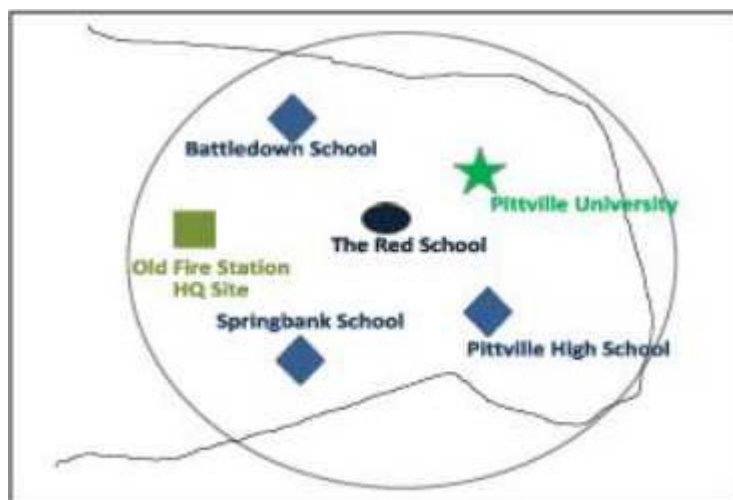 Battledown School
Pittville University
The Red School
Old Fire Station
HQ Site
Springbank School
Pittville High School